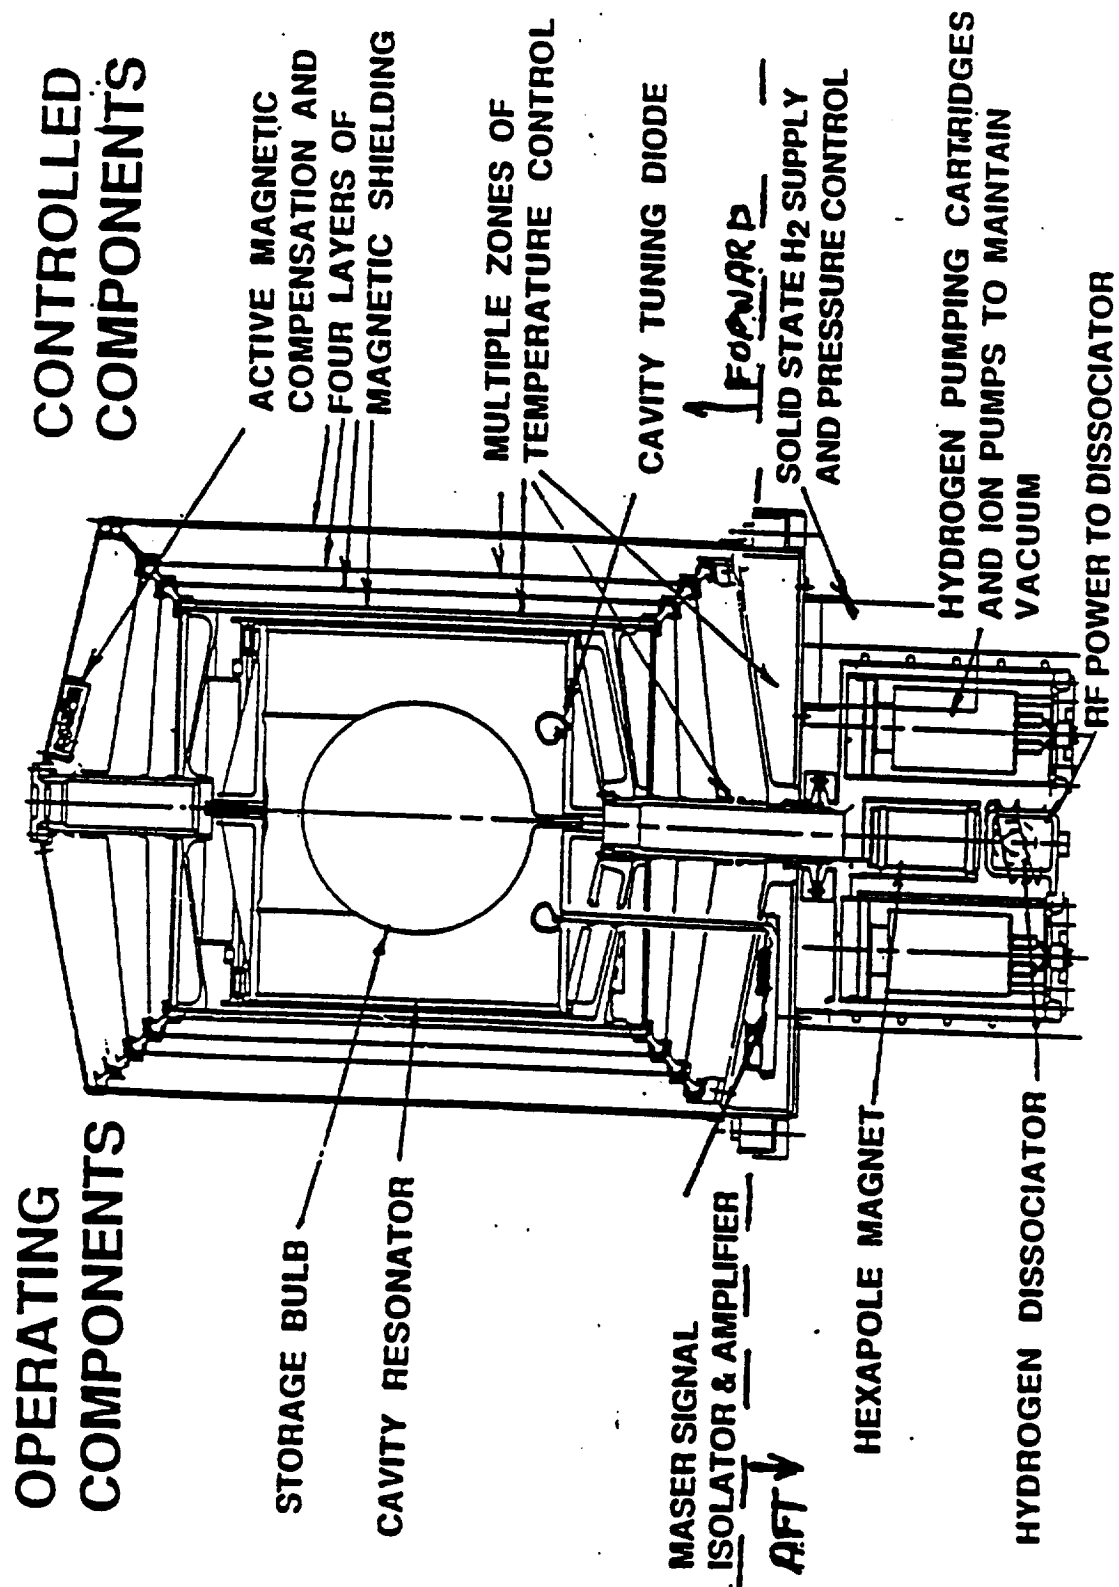 OPERATING
COMPONENTS
STORAGE BULB
CAVITY RESONATOR
MASER SIGNAL
ISOLATOR & AMPLIFIER
AFT
HEXAPOLE MAGNET
HYDROGEN DISSOCIATOR
CONTROLLED
COMPONENTS
ACTIVE MAGNETIC
COMPENSATION AND
FOUR LAYERS OF
MAGNETIC SHIELDING
MULTIPLE ZONES OF
TEMPERATURE CONTROL
CAVITY TUNING DIODE
FORWARD
SOLID STATE H2 SUPPLY
AND PRESSURE CONTROL
HYDROGEN PUMPING CARTRIDGES
AND ION PUMPS TO MAINTAIN
VACUUM
RF POWER TO DISSOCIATOR